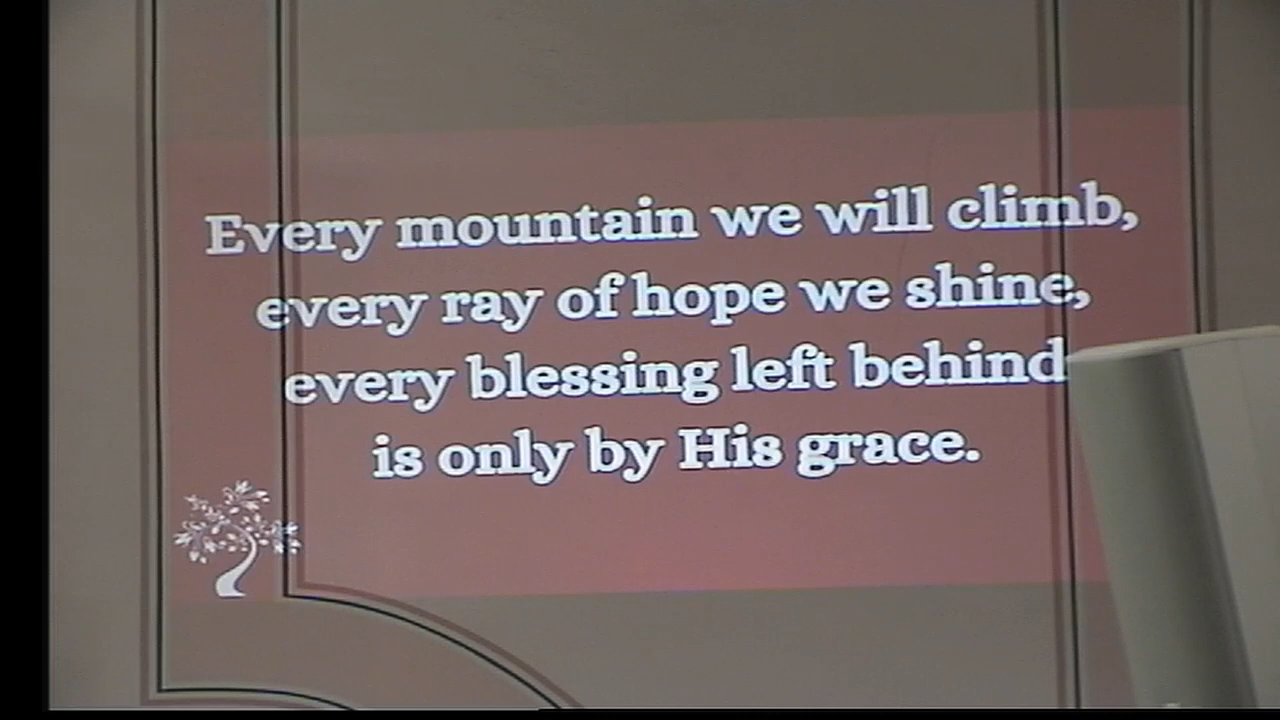 Every mountain we will climb,
every ray of hope we shine,
every blessing left behind
is only by His grace.